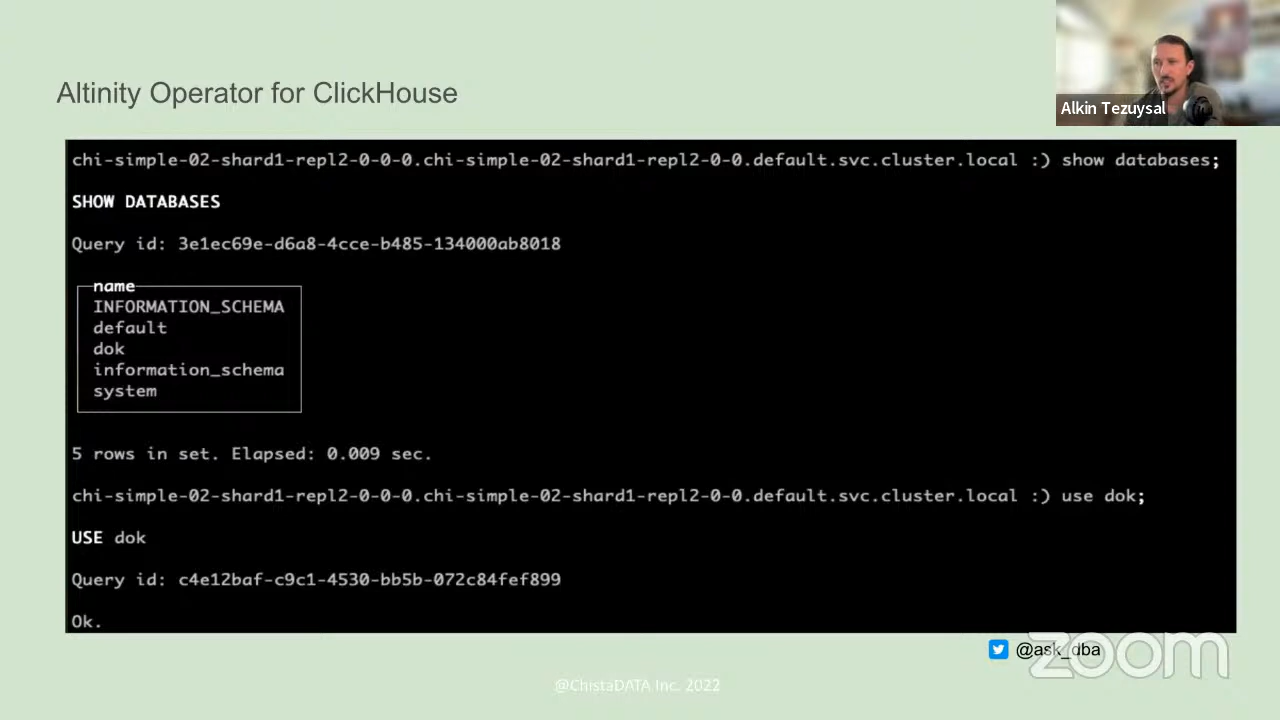 Altinity Operator for ClickHouse
Alkin Tezuysal
chi-simple-02-shard1-repl2-0-0-0.chi-simple-02-shard1-repl2-0-0.default.svc.cluster.local :) show databases;
SHOW DATABASES
Query id: 3e1ec69e-d6a8-4cce-b485-134000ab8018
name
INFORMATION_SCHEMA
default
dok
information_schema
system
5 rows in set. Elapsed: 0.009 sec.
chi-simple-02-shard1-repl2-0-0-0.chi-simple-02-shard1-repl2-0-0.default.svc.cluster.local :) use dok;
USE dok
Query id: c4e12baf-c9c1-4530-bb5b-072c84fef899
Ok.
@ask_dba
zoom
@ChistaDATA Inc. 2022